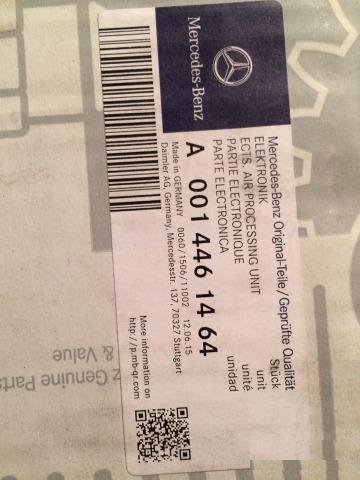 Mercedes-Benz
Mercedes-Benz Original-Teile/Geprüfte Qualität
ELEKTRONIK Stück
ECTS. AIR PROCESSING UNIT unit
PARTIE ELECTRONIQUE unité
PARTE ELECTRONICA unidad
A 001 446 14 64
Made in GERMANY 0060/1506/11002 12.06.15
Daimler AG, Germany, Mercedesstr. 137, 70327 Stuttgart
More information on
http://p.mb-qr.com
z Genuine Parts
& Value